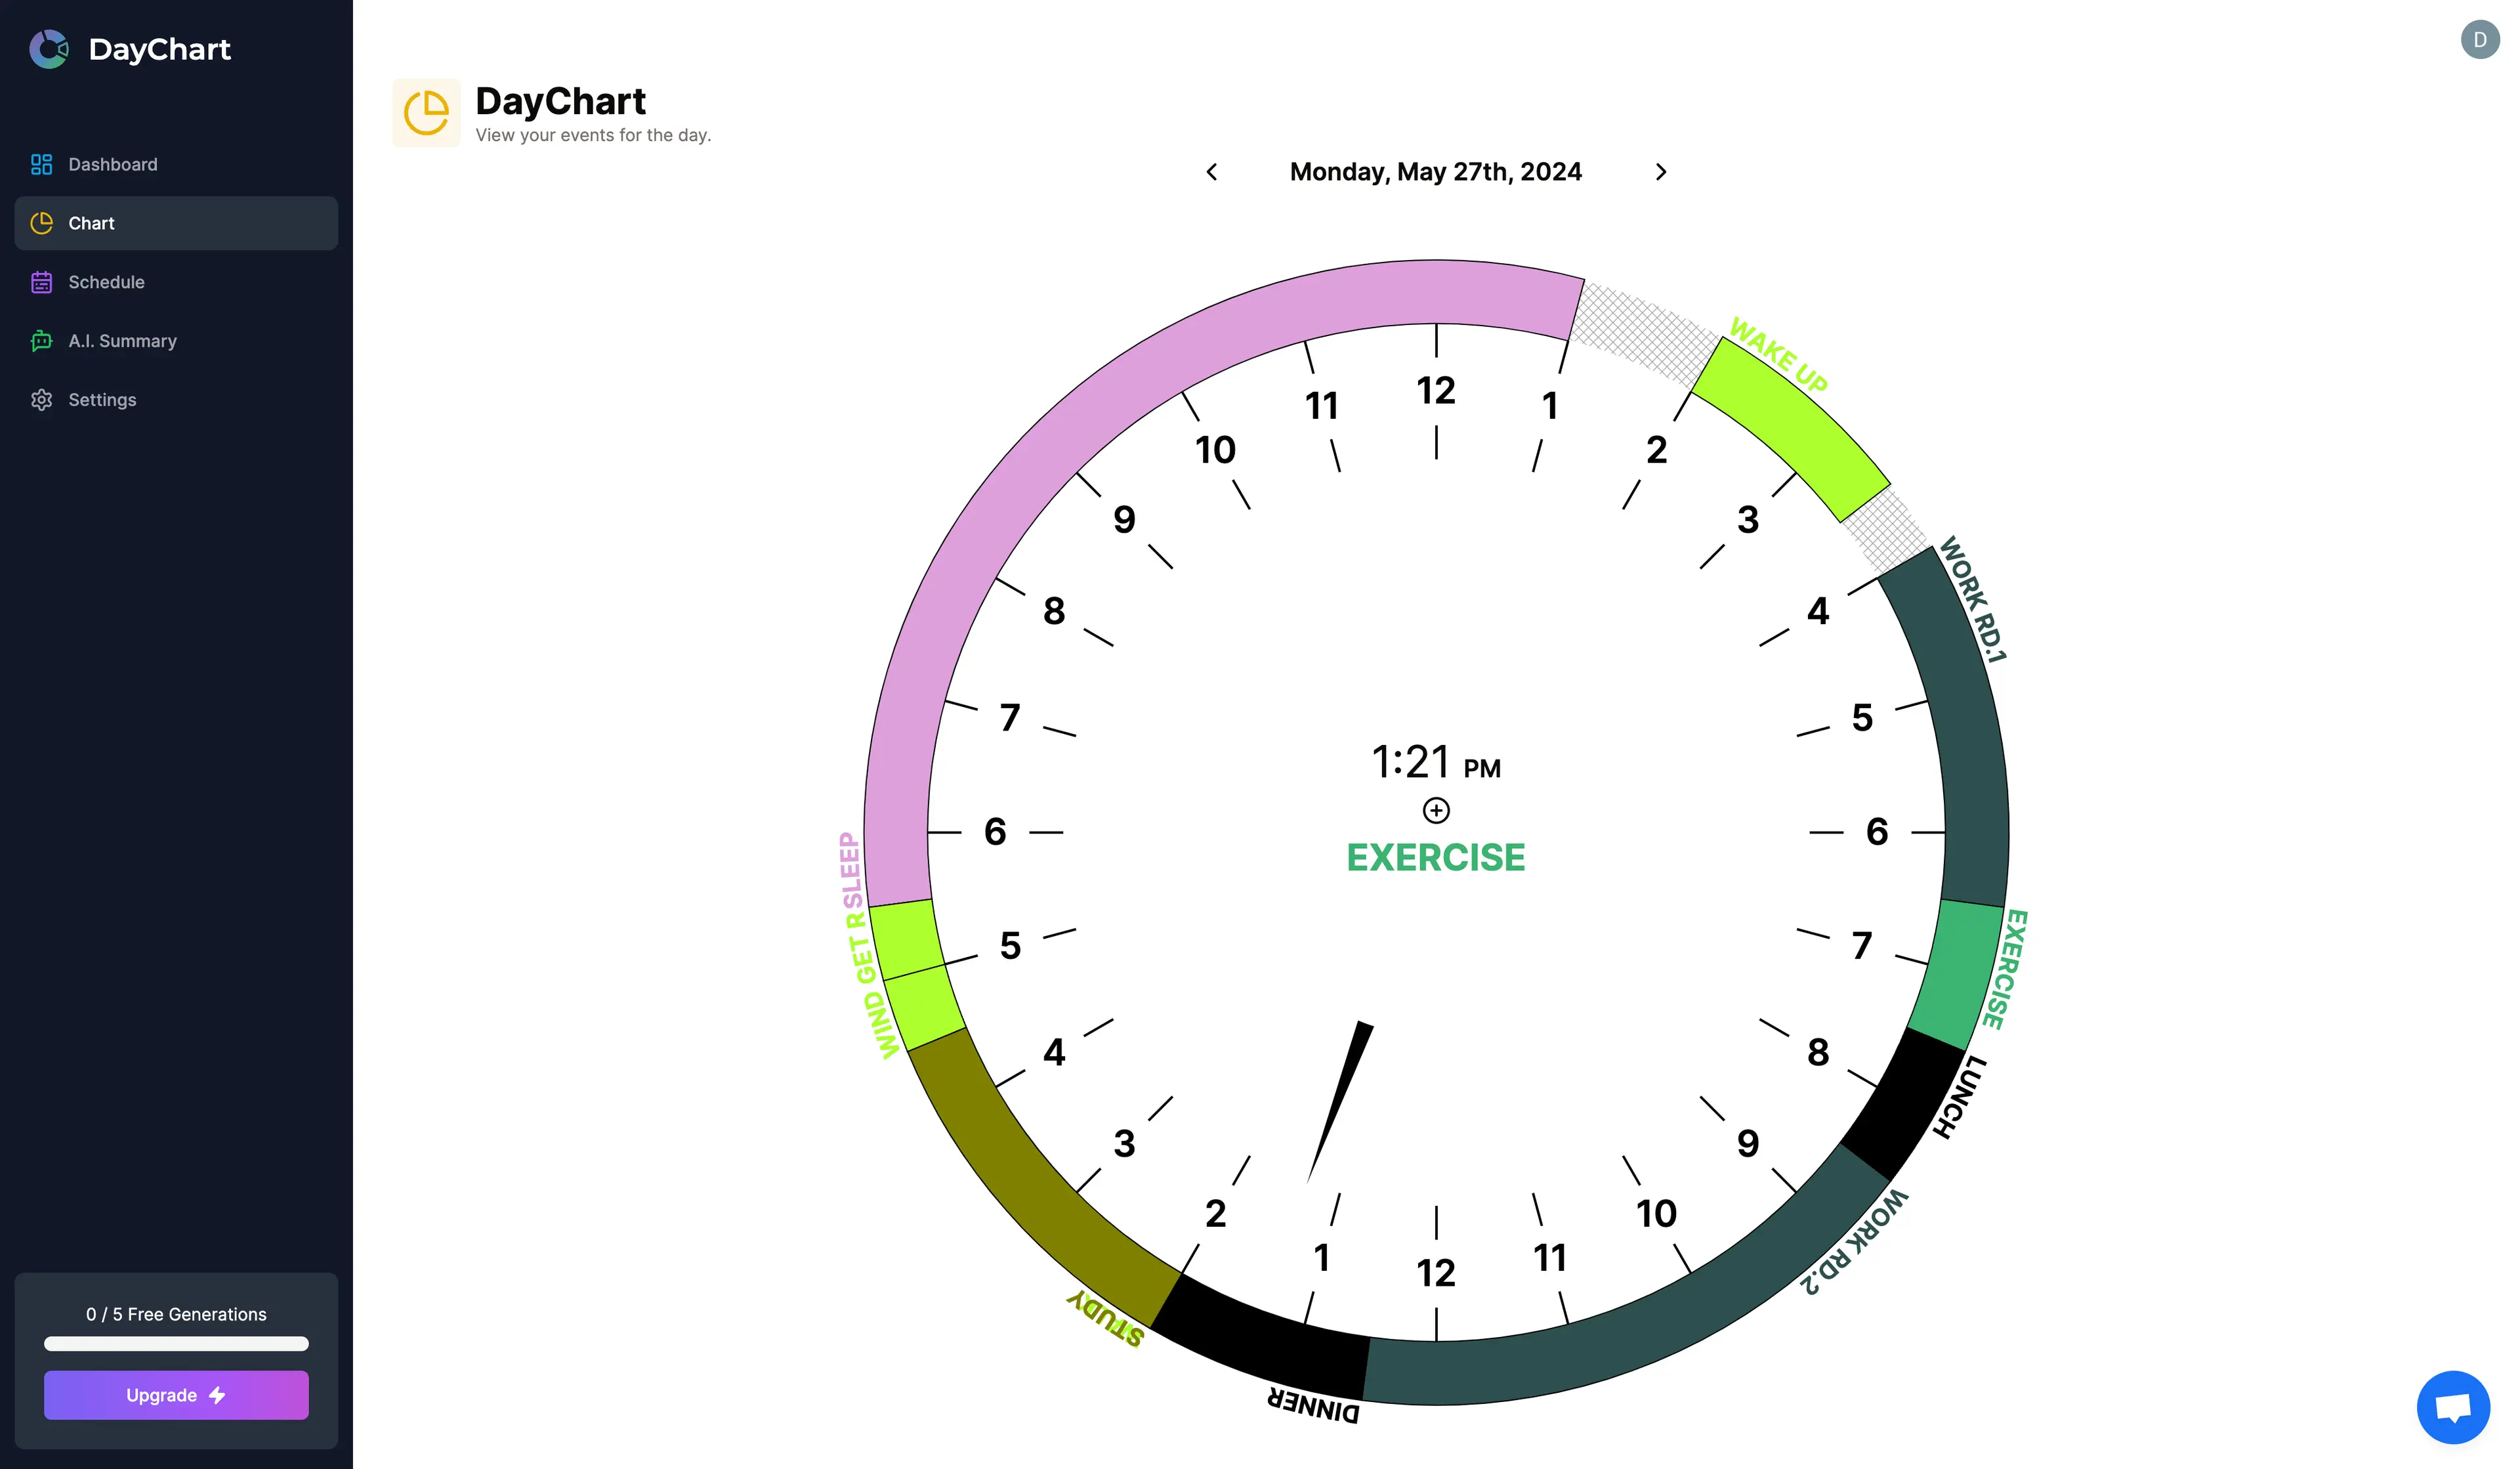 DayChart
Dashboard
Chart
Schedule
A.I. Summary
Settings
0 / 5 Free Generations
Upgrade
D
DayChart
View your events for the day.
Monday, May 27th, 2024
12
1
2
3
4
5
6
7
8
9
10
11
12
1
2
3
4
5
6
7
8
9
10
11
WAKE UP
WORK RD.1
EXERCISE
LUNCH
WORK RD.2
DINNER
STUDY
WIND
GET R
SLEEP
1:21 PM
EXERCISE